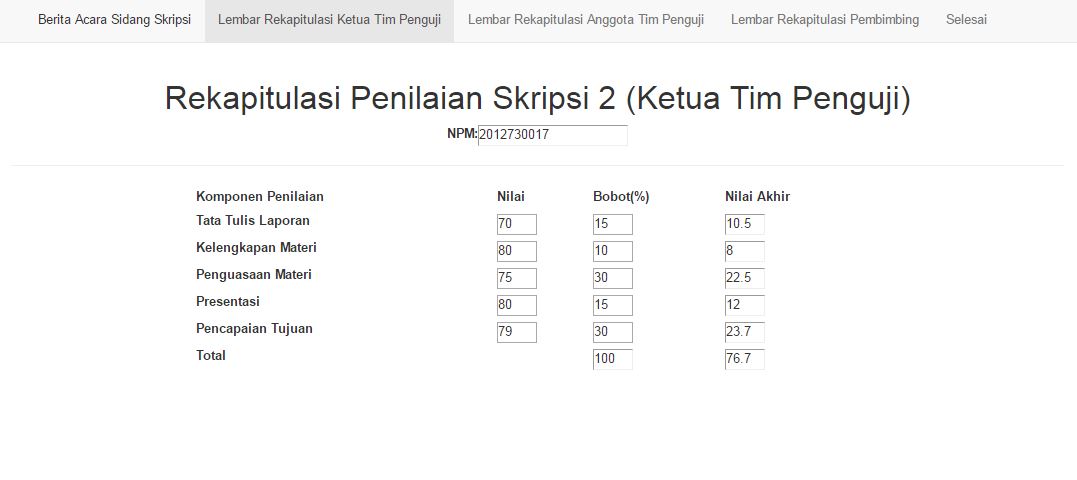 Berita Acara Sidang Skripsi Lembar Rekapitulasi Ketua Tim Penguji Lembar Rekapitulasi Anggota Tim Penguji Lembar Rekapitulasi Pembimbing Selesai
Rekapitulasi Penilaian Skripsi 2 (Ketua Tim Penguji)
NPM:2012730017
Komponen Penilaian Nilai Bobot(%) Nilai Akhir
Tata Tulis Laporan 70 15 10.5
Kelengkapan Materi 80 10 8
Penguasaan Materi 75 30 22.5
Presentasi 80 15 12
Pencapaian Tujuan 79 30 23.7
Total 100 76.7